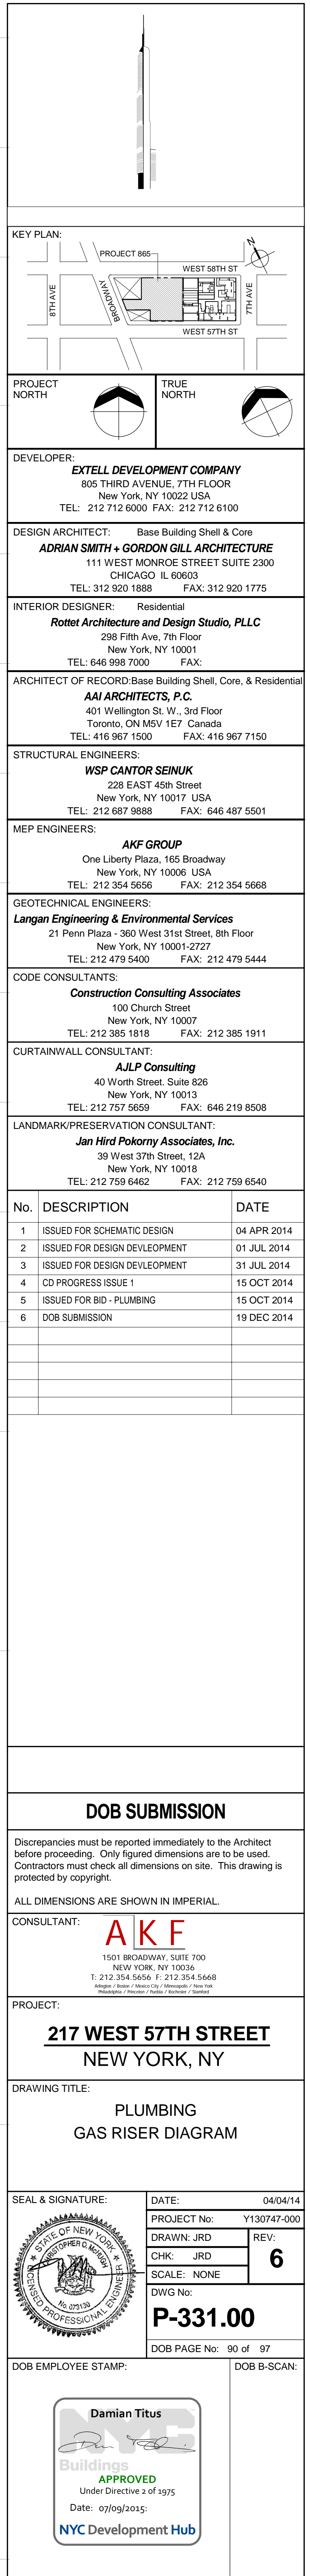 KEY PLAN:
PROJECT 865
N
WEST 58TH ST
8TH AVE
BROADWAY
7TH AVE
WEST 57TH ST
PROJECT
NORTH
TRUE
NORTH
DEVELOPER:
EXTELL DEVELOPMENT COMPANY
805 THIRD AVENUE, 7TH FLOOR
New York, NY 10022 USA
TEL: 212 712 6000 FAX: 212 712 6100
DESIGN ARCHITECT: Base Building Shell & Core
ADRIAN SMITH + GORDON GILL ARCHITECTURE
111 WEST MONROE STREET SUITE 2300
CHICAGO IL 60603
TEL: 312 920 1888 FAX: 312 920 1775
INTERIOR DESIGNER: Residential
Rottet Architecture and Design Studio, PLLC
298 Fifth Ave, 7th Floor
New York, NY 10001
TEL: 646 998 7000 FAX:
ARCHITECT OF RECORD:Base Building Shell, Core, & Residential
AAI ARCHITECTS, P.C.
401 Wellington St. W., 3rd Floor
Toronto, ON M5V 1E7 Canada
TEL: 416 967 1500 FAX: 416 967 7150
STRUCTURAL ENGINEERS:
WSP CANTOR SEINUK
228 EAST 45th Street
New York, NY 10017 USA
TEL: 212 687 9888 FAX: 646 487 5501
MEP ENGINEERS:
AKF GROUP
One Liberty Plaza, 165 Broadway
New York, NY 10006 USA
TEL: 212 354 5656 FAX: 212 354 5668
GEOTECHNICAL ENGINEERS:
Langan Engineering & Environmental Services
21 Penn Plaza - 360 West 31st Street, 8th Floor
New York, NY 10001-2727
TEL: 212 479 5400 FAX: 212 479 5444
CODE CONSULTANTS:
Construction Consulting Associates
100 Church Street
New York, NY 10007
TEL: 212 385 1818 FAX: 212 385 1911
CURTAINWALL CONSULTANT:
AJLP Consulting
40 Worth Street. Suite 826
New York, NY 10013
TEL: 212 757 5659 FAX: 646 219 8508
LANDMARK/PRESERVATION CONSULTANT:
Jan Hird Pokorny Associates, Inc.
39 West 37th Street, 12A
New York, NY 10018
TEL: 212 759 6462 FAX: 212 759 6540
No. DESCRIPTION DATE
1 ISSUED FOR SCHEMATIC DESIGN 04 APR 2014
2 ISSUED FOR DESIGN DEVLEOPMENT 01 JUL 2014
3 ISSUED FOR DESIGN DEVLEOPMENT 31 JUL 2014
4 CD PROGRESS ISSUE 1 15 OCT 2014
5 ISSUED FOR BID - PLUMBING 15 OCT 2014
6 DOB SUBMISSION 19 DEC 2014
DOB SUBMISSION
Discrepancies must be reported immediately to the Architect
before proceeding. Only figured dimensions are to be used.
Contractors must check all dimensions on site. This drawing is
protected by copyright.
ALL DIMENSIONS ARE SHOWN IN IMPERIAL.
CONSULTANT:
AKF
1501 BROADWAY, SUITE 700
NEW YORK, NY 10036
T: 212.354.5656 F: 212.354.5668
Arlington / Boston / Mexico City / Minneapolis / New York
Philadelphia / Princeton / Puebla / Rochester / Stamford
PROJECT:
217 WEST 57TH STREET
NEW YORK, NY
DRAWING TITLE:
PLUMBING
GAS RISER DIAGRAM
SEAL & SIGNATURE:
STATE OF NEW YORK
No. 073130
LICENSED PROFESSIONAL ENGINEER
DATE: 04/04/14
PROJECT No: Y130747-000
DRAWN: JRD
CHK: JRD
SCALE: NONE
REV:
6
DWG No:
P-331.00
DOB PAGE No: 90 of 97
DOB EMPLOYEE STAMP:
DOB B-SCAN:
Damian Titus
NYC
Buildings
APPROVED
Under Directive 2 of 1975
Date: 07/09/2015:
NYC Development Hub